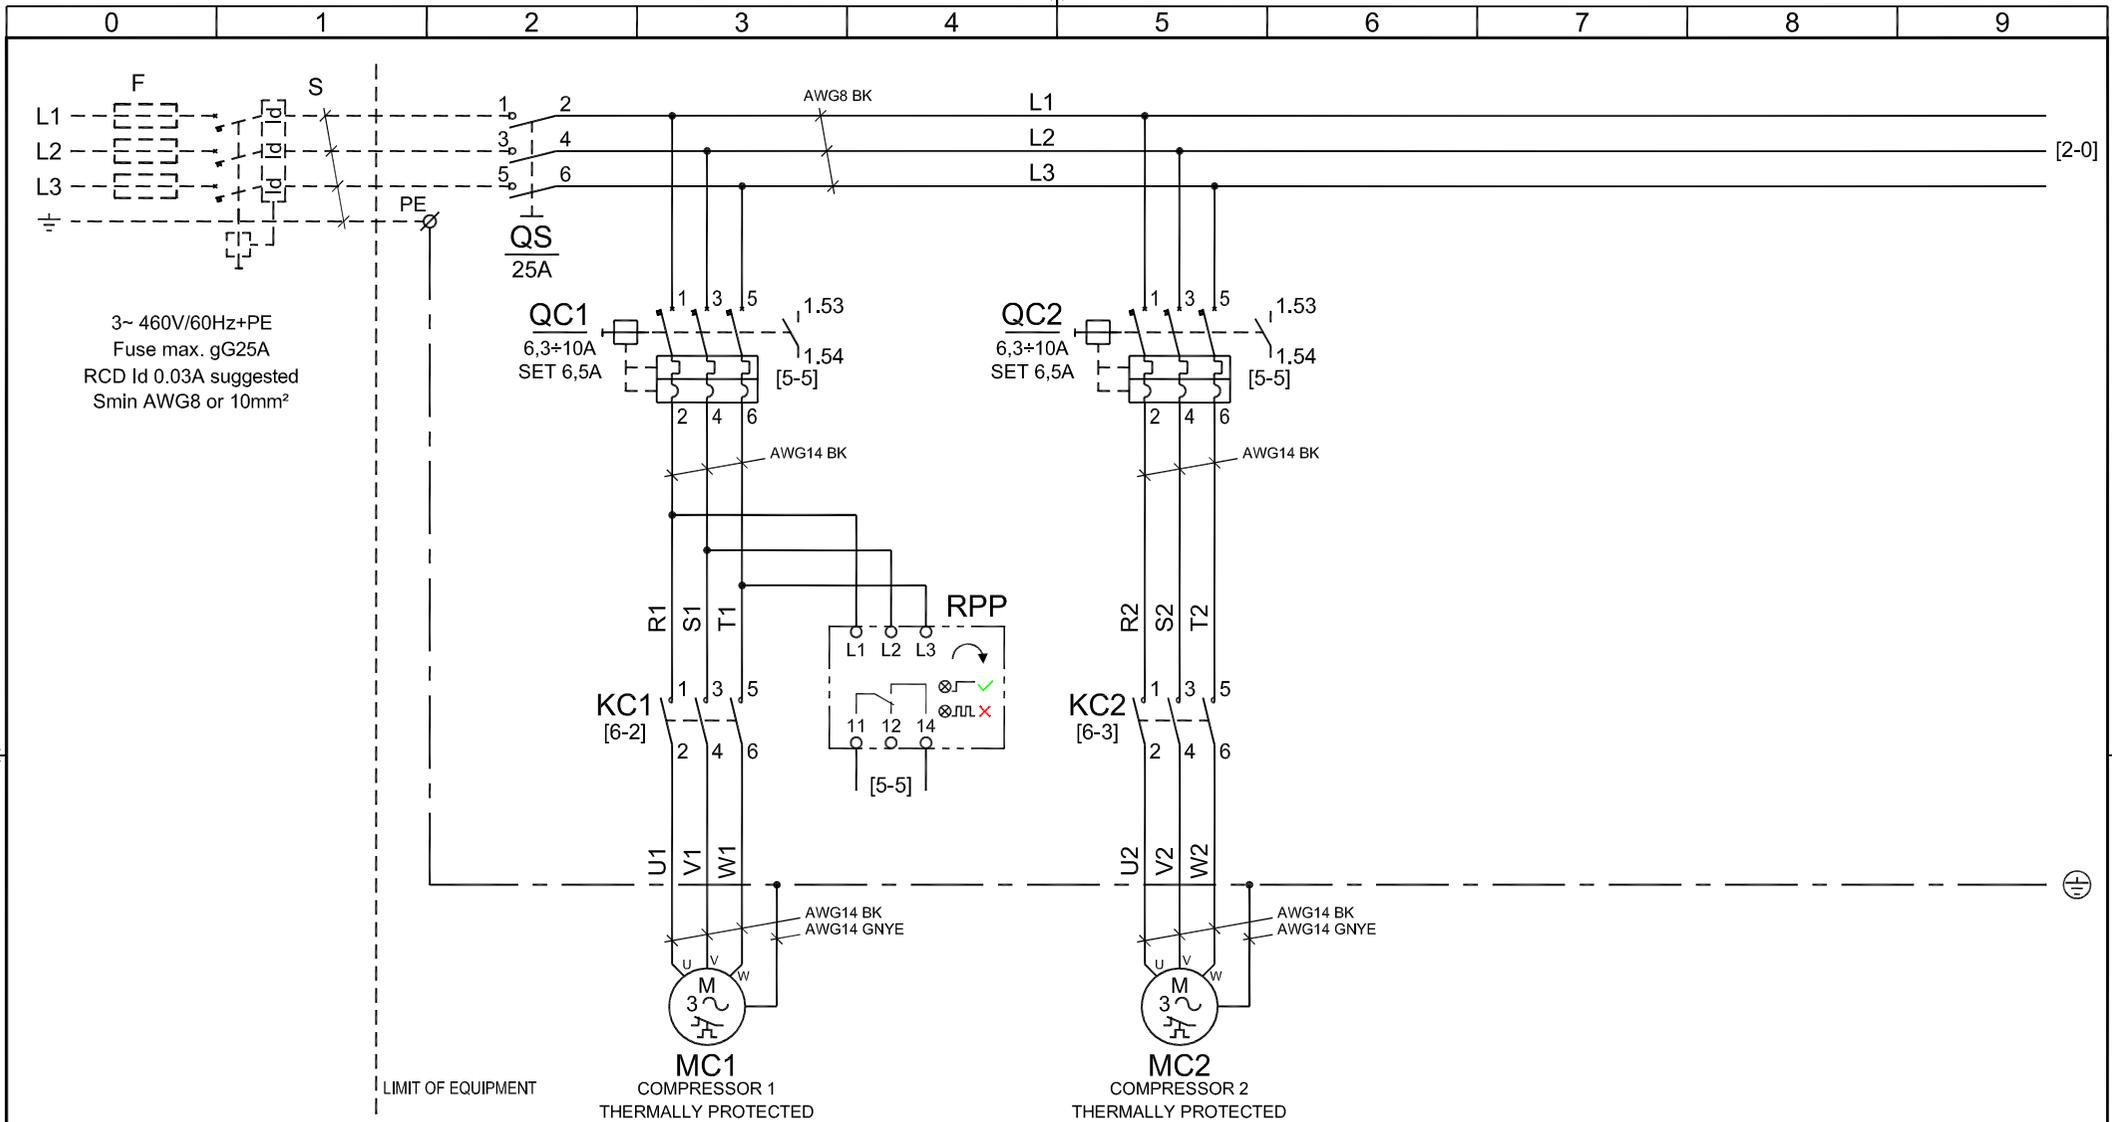 0 1 2 3 4 5 6 7 8 9
F
S
AWG8 BK
L1
1
2
L1
L2
3
4
L2
[2-0]
L3
5
6
L3
PE
QS
25A
Id
Id
Id
3~ 460V/60Hz+PE
Fuse max. gG25A
RCD Id 0.03A suggested
Smin AWG8 or 10mm²
QC1
6,3÷10A
SET 6,5A
1 3 5
1.53
1.54
[5-5]
2 4 6
AWG14 BK
QC2
6,3÷10A
SET 6,5A
1 3 5
1.53
1.54
[5-5]
2 4 6
AWG14 BK
R1 S1 T1
RPP
L1 L2 L3
11 12 14
[5-5]
R2 S2 T2
KC1
[6-2]
1 3 5
2 4 6
KC2
[6-3]
1 3 5
2 4 6
U1 V1 W1
AWG14 BK
AWG14 GNYE
U V W
M
3
MC1
COMPRESSOR 1
THERMALLY PROTECTED
U2 V2 W2
AWG14 BK
AWG14 GNYE
U V W
M
3
MC2
COMPRESSOR 2
THERMALLY PROTECTED
LIMIT OF EQUIPMENT